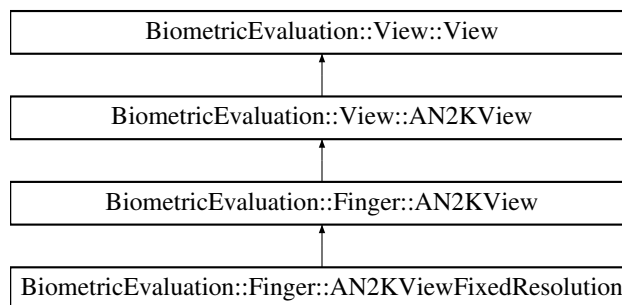 BiometricEvaluation::View::View
BiometricEvaluation::View::AN2KView
BiometricEvaluation::Finger::AN2KView
BiometricEvaluation::Finger::AN2KViewFixedResolution